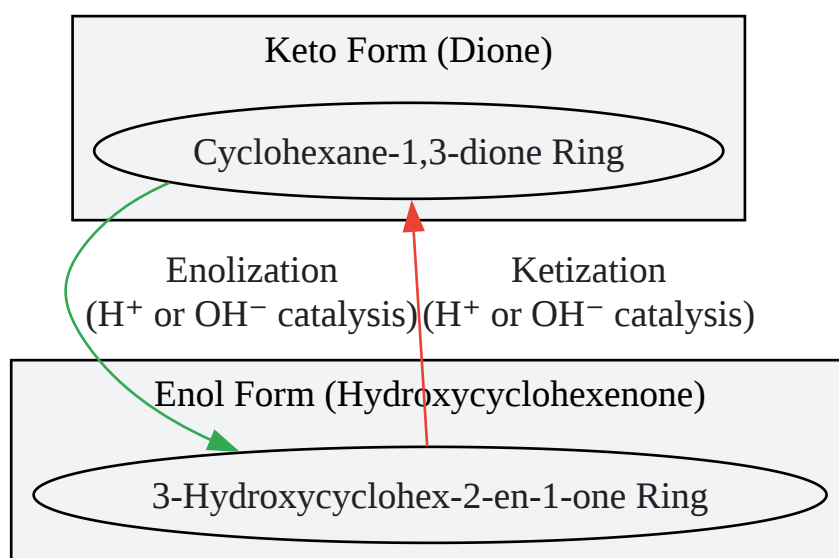 Keto Form (Dione)
Cyclohexane-1,3-dione Ring
Enolization
(H⁺ or OH⁻ catalysis)
Ketization
(H⁺ or OH⁻ catalysis)
Enol Form (Hydroxycyclohexenone)
3-Hydroxycyclohex-2-en-1-one Ring